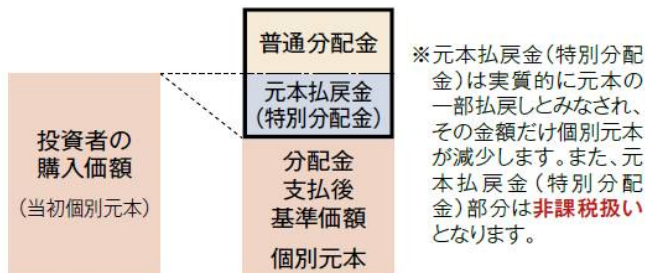 投資者の
購入価額
(当初個別元本)
普通分配金
元本払戻金
(特別分配金)
分配金
支払後
基準価額
個別元本
※元本払戻金(特別分配
金)は実質的に元本の
一部払戻しとみなされ、
その金額だけ個別元本
が減少します。また、元
本払戻金(特別分配
金)部分は非課税扱い
となります。